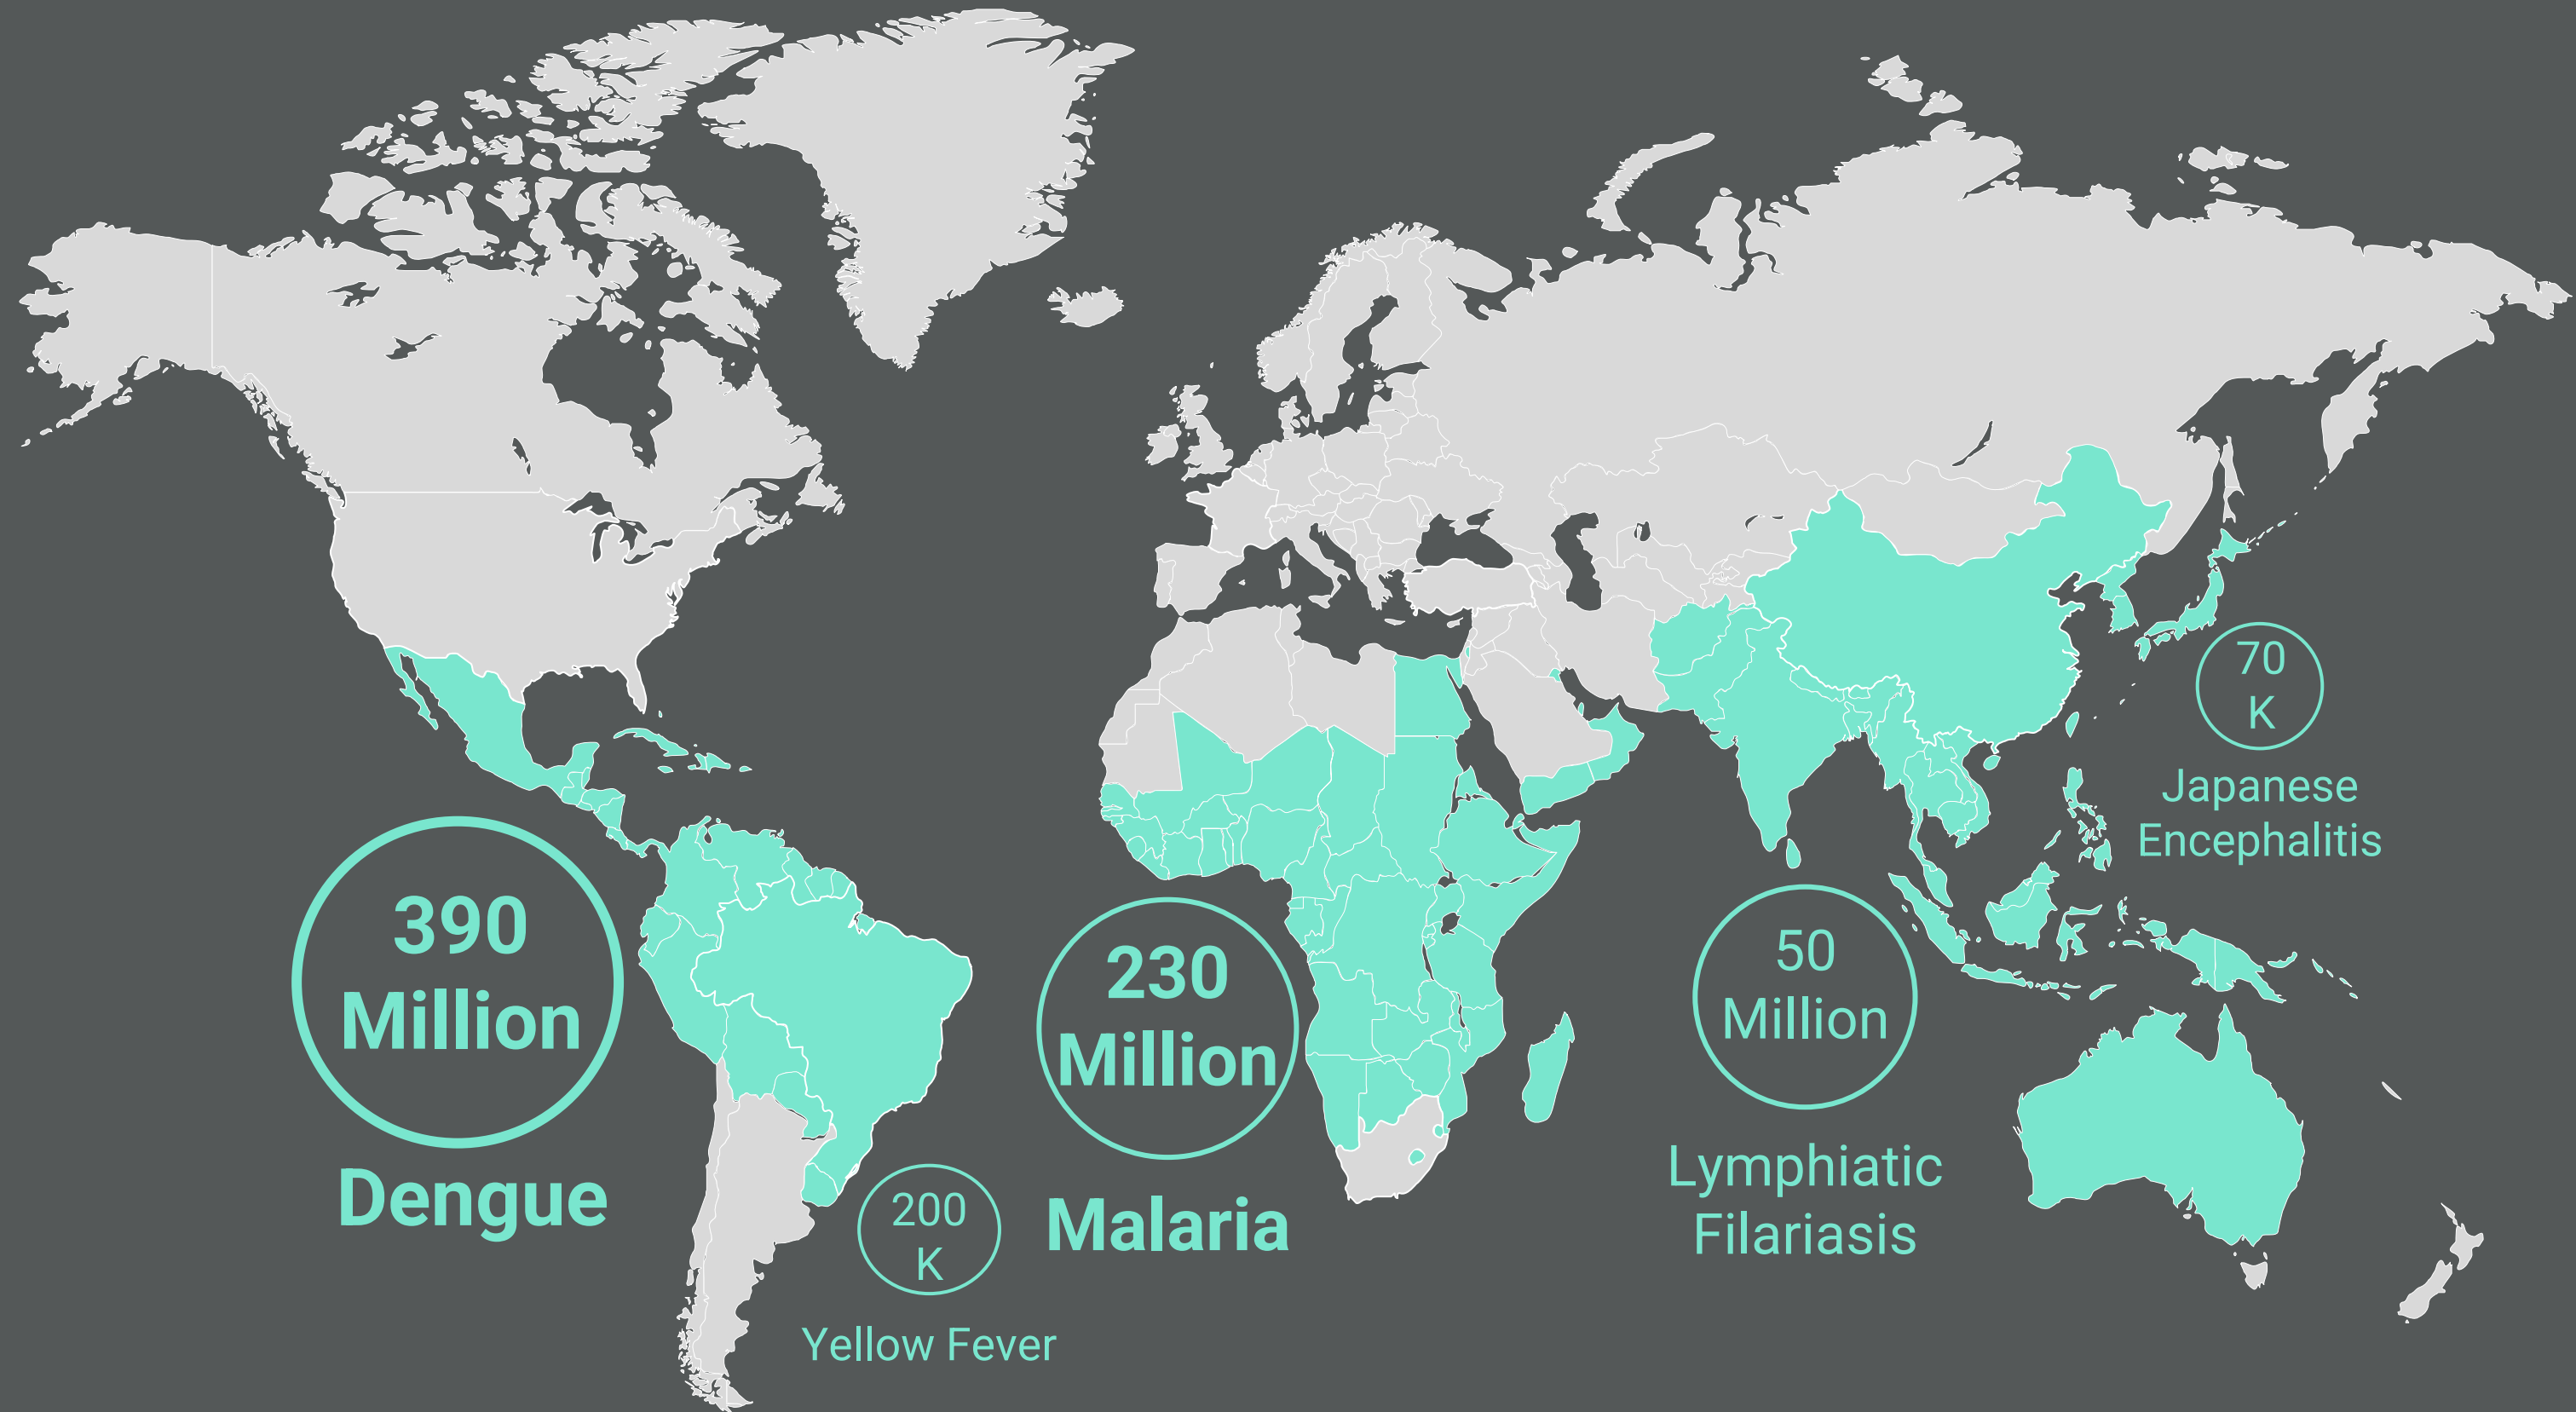 390
Million
Dengue
200
K
Yellow Fever
230
Million
Malaria
50
Million
Lymphiatic
Filariasis
70
K
Japanese
Encephalitis